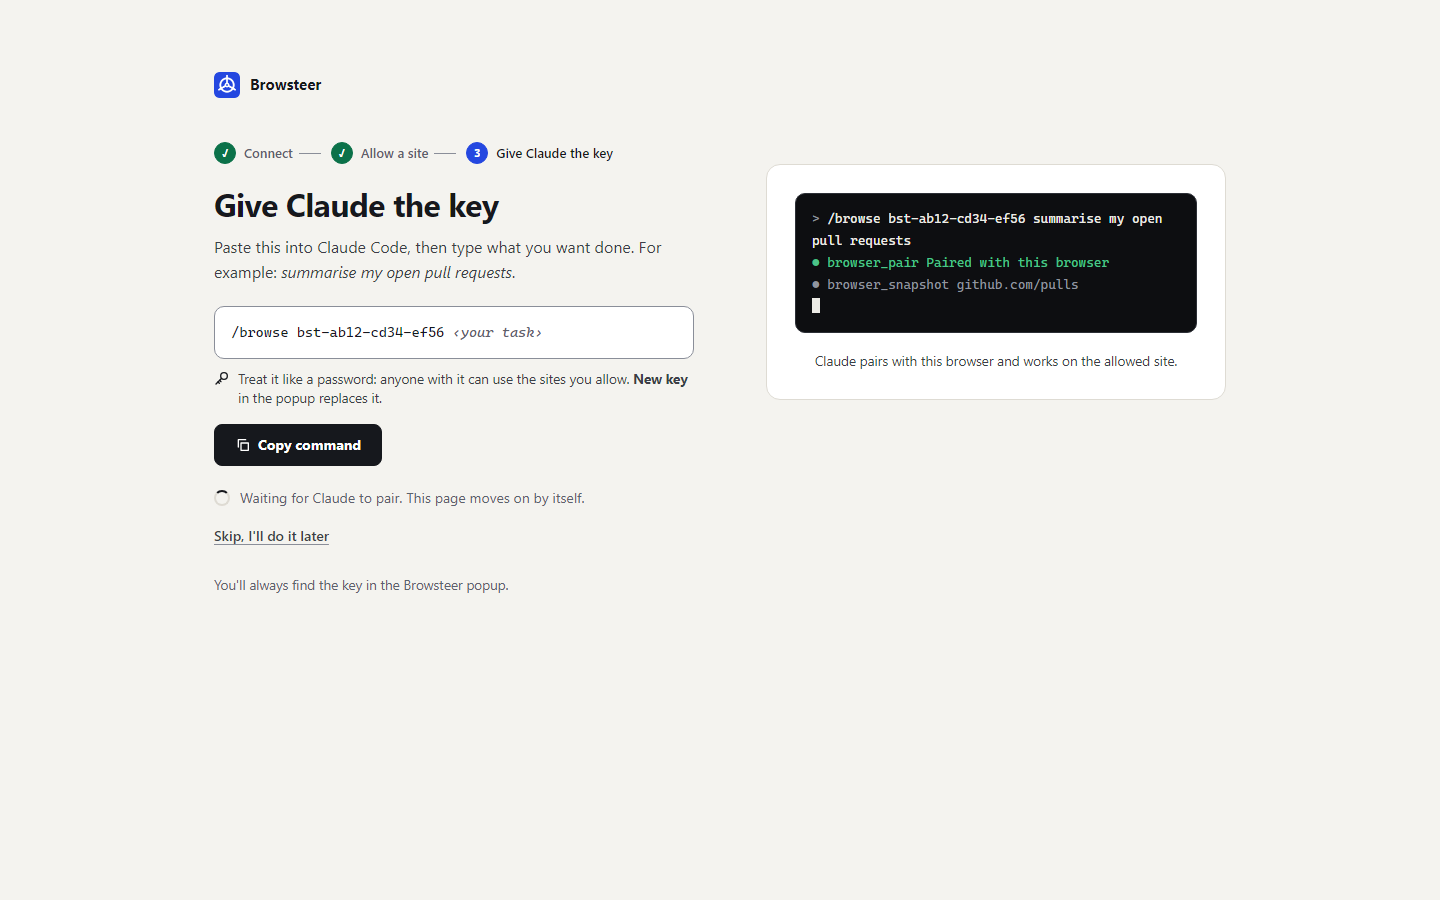 Browsteer
Connect
Allow a site
3
Give Claude the key
Give Claude the key
Paste this into Claude Code, then type what you want done. For
example: summarise my open pull requests.
/browse bst-ab12-cd34-ef56 ‹your task›
Treat it like a password: anyone with it can use the sites you allow. New key
in the popup replaces it.
Copy command
Waiting for Claude to pair. This page moves on by itself.
Skip, I'll do it later
You'll always find the key in the Browsteer popup.
> /browse bst-ab12-cd34-ef56 summarise my open
pull requests
● browser_pair Paired with this browser
● browser_snapshot github.com/pulls
Claude pairs with this browser and works on the allowed site.